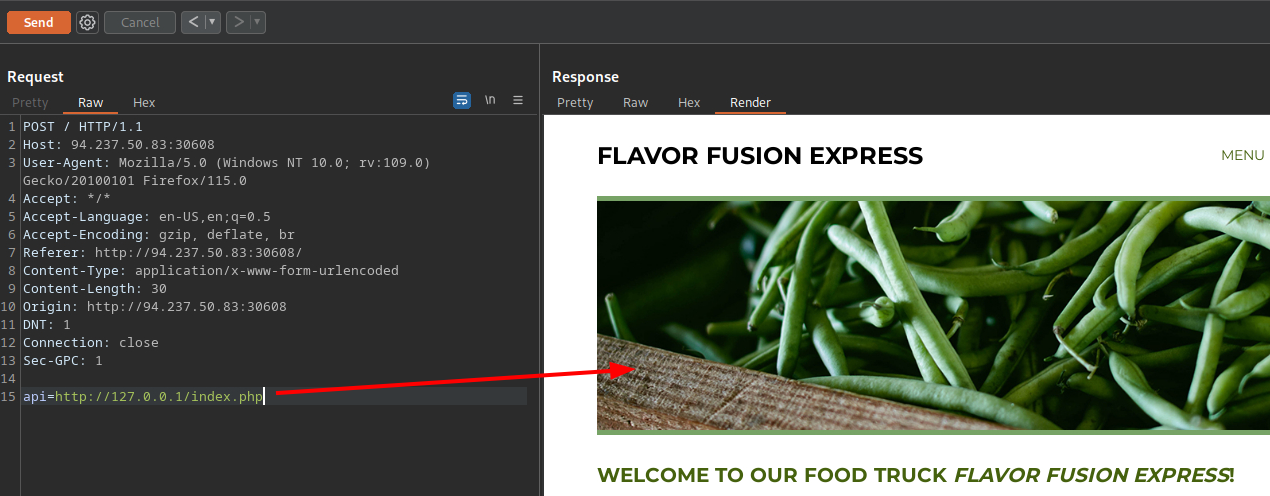 Send Cancel < >
Request
Pretty Raw Hex \n
1 POST / HTTP/1.1
2 Host: 94.237.50.83:30608
3 User-Agent: Mozilla/5.0 (Windows NT 10.0; rv:109.0)
Gecko/20100101 Firefox/115.0
4 Accept: */*
5 Accept-Language: en-US,en;q=0.5
6 Accept-Encoding: gzip, deflate, br
7 Referer: http://94.237.50.83:30608/
8 Content-Type: application/x-www-form-urlencoded
9 Content-Length: 30
10 Origin: http://94.237.50.83:30608
11 DNT: 1
12 Connection: close
13 Sec-GPC: 1
14
15 api=http://127.0.0.1/index.php
Response
Pretty Raw Hex Render
FLAVOR FUSION EXPRESS MENU
WELCOME TO OUR FOOD TRUCK FLAVOR FUSION EXPRESS!